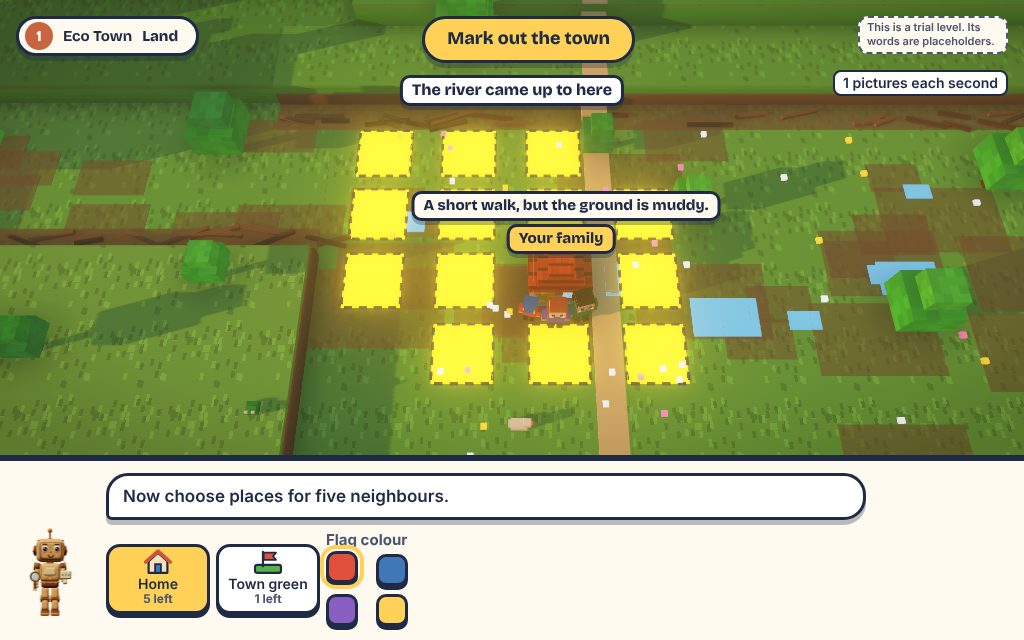 1 Eco Town Land
Mark out the town
This is a trial level. Its
words are placeholders.
The river came up to here
1 pictures each second
A short walk, but the ground is muddy.
Your family
Now choose places for five neighbours.
Flag colour
Home
5 left
Town green
1 left